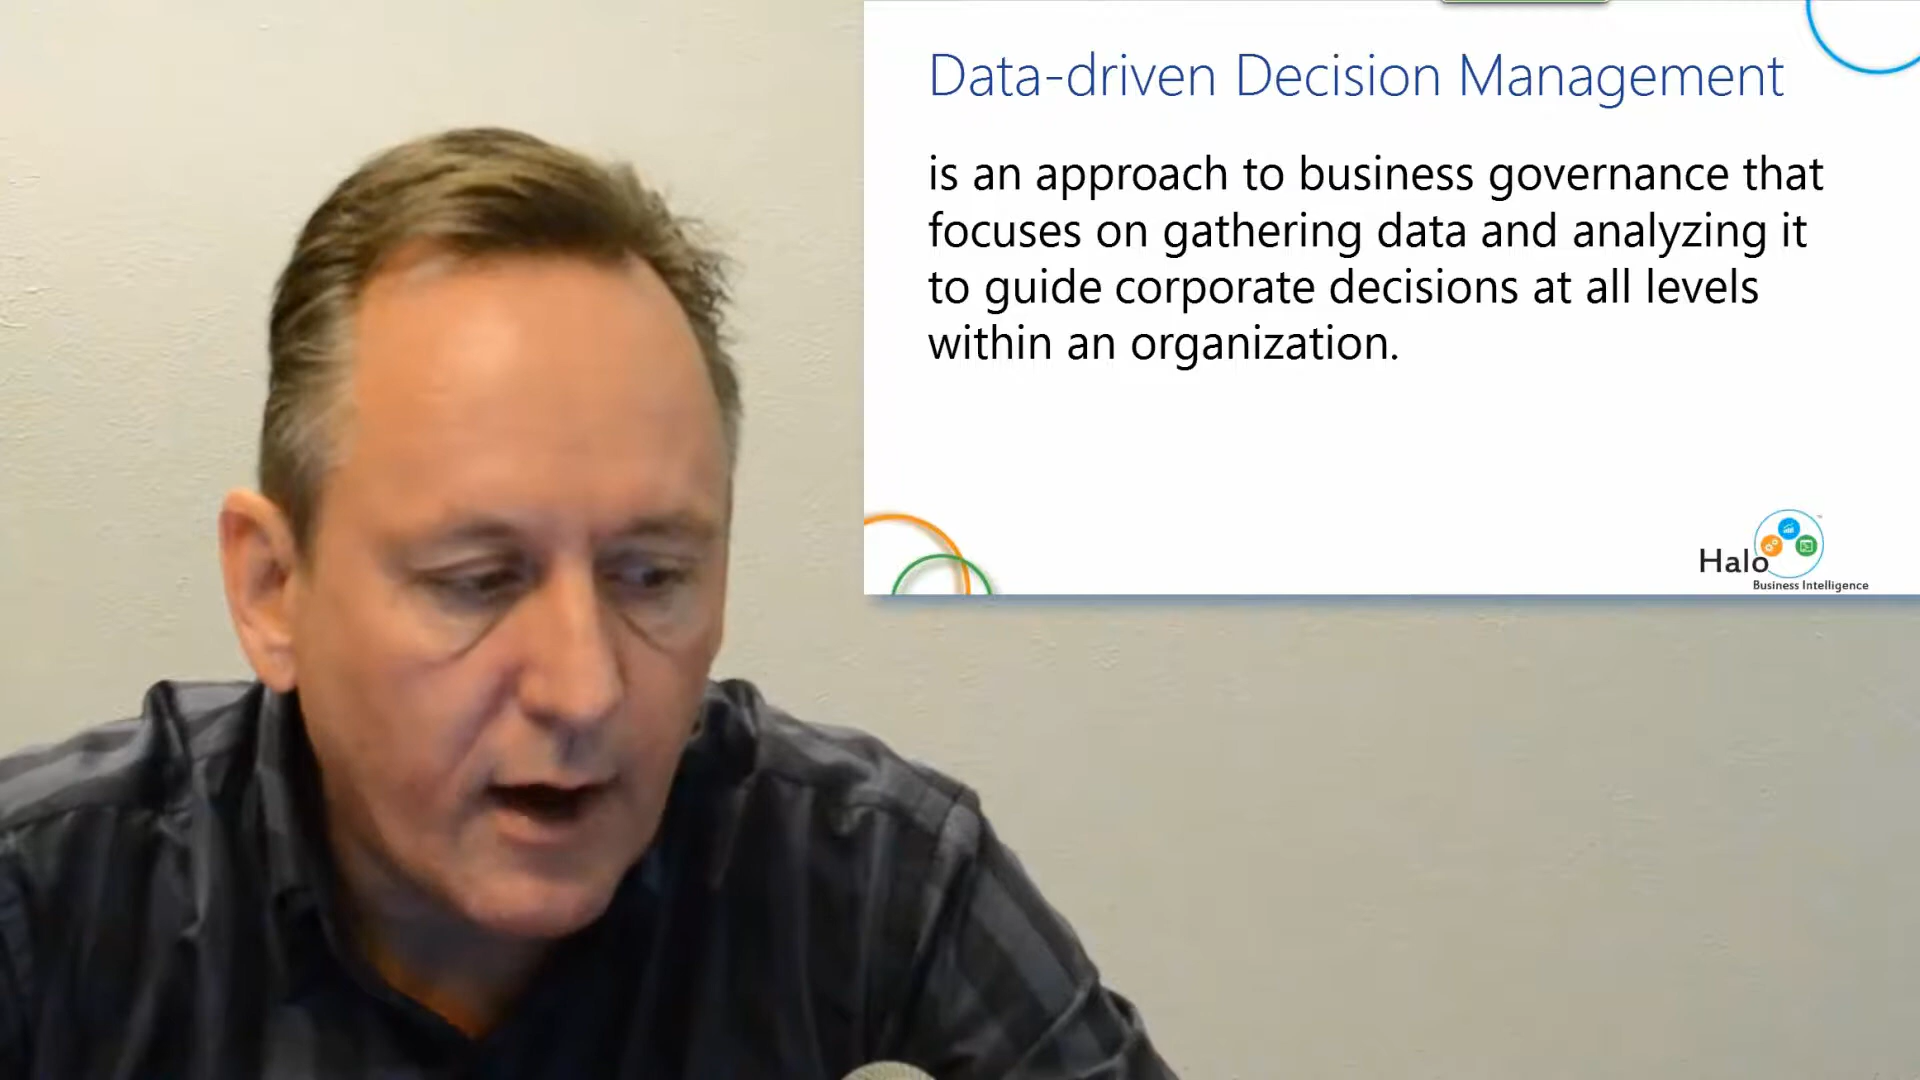 Data-driven Decision Management
is an approach to business governance that
focuses on gathering data and analyzing it
to guide corporate decisions at all levels
within an organization.
Halo
Business Intelligence